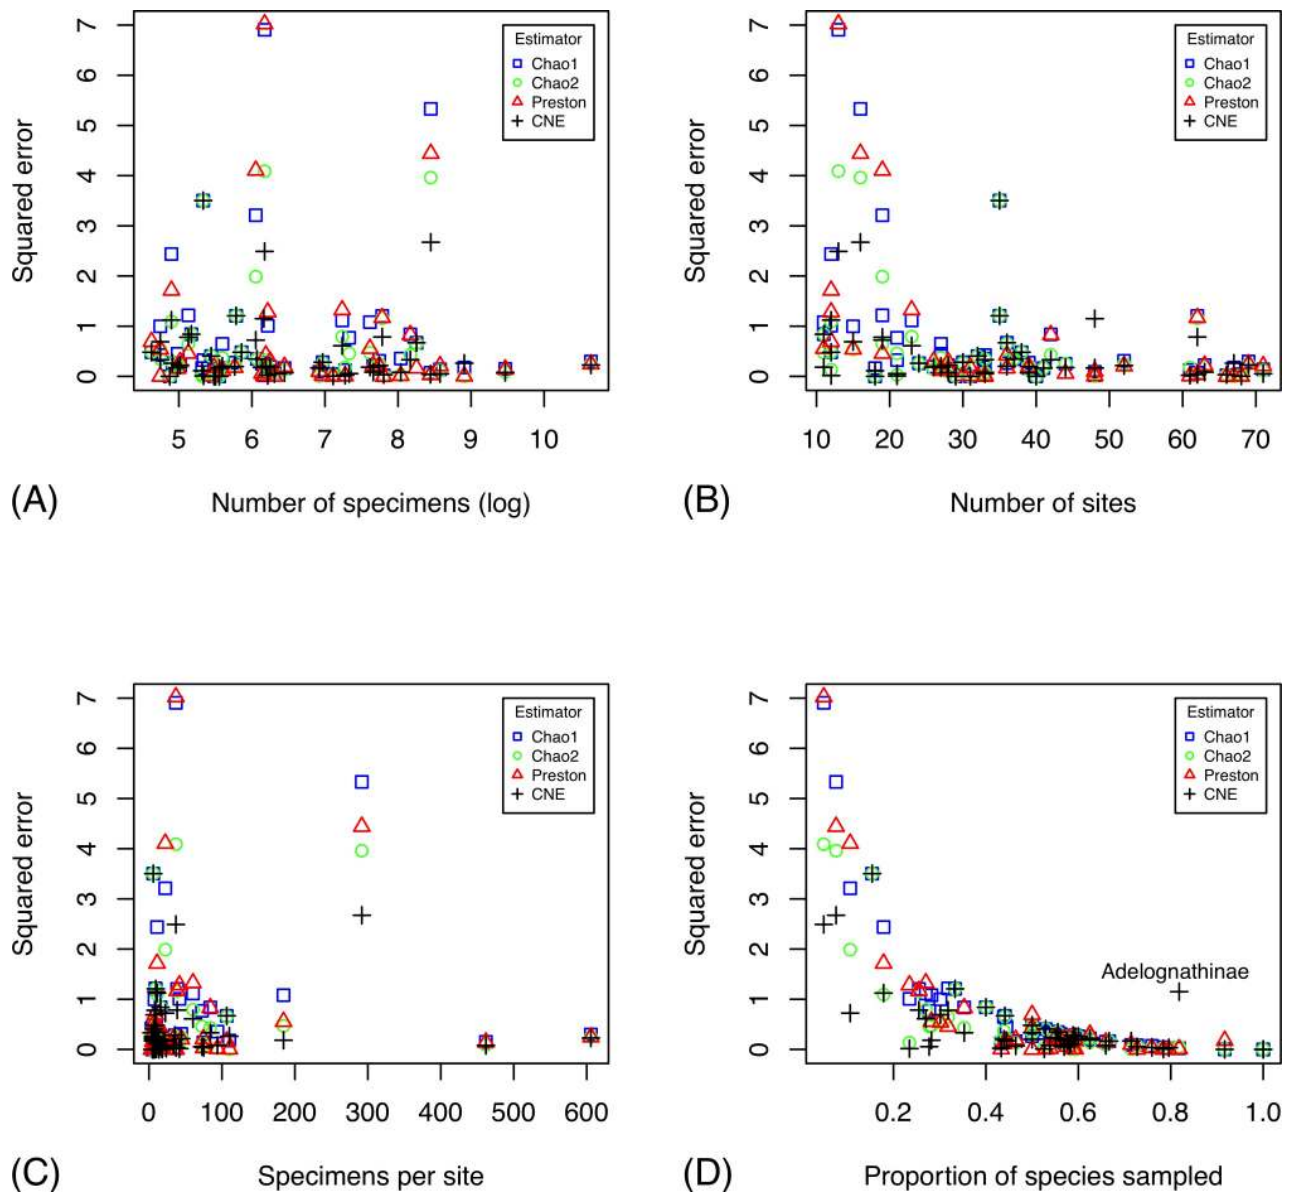 Squared error
0 1 2 3 4 5 6 7
5 6 7 8 9 10
Estimator
Chao1
Chao2
Preston
CNE
(A)
Number of specimens (log)
Squared error
0 1 2 3 4 5 6 7
10 20 30 40 50 60 70
Estimator
Chao1
Chao2
Preston
CNE
(B)
Number of sites
Squared error
0 1 2 3 4 5 6 7
0 100 200 300 400 500 600
Estimator
Chao1
Chao2
Preston
CNE
(C)
Specimens per site
Squared error
0 1 2 3 4 5 6 7
0.2 0.4 0.6 0.8 1.0
Estimator
Chao1
Chao2
Preston
CNE
Adelognathinae
(D)
Proportion of species sampled